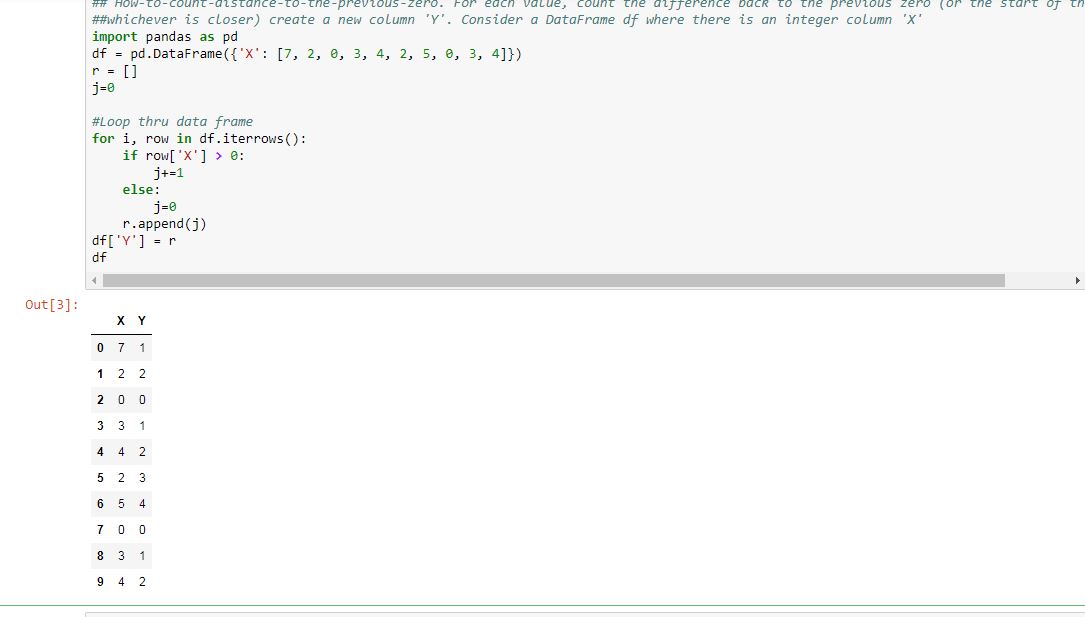 ## How-to-count-distance-to-the-previous-zero. For each value, count the difference back to the previous zero (or the start of th
##whichever is closer) create a new column 'Y'. Consider a DataFrame df where there is an integer column 'X'
import pandas as pd
df = pd.DataFrame({'X': [7, 2, 0, 3, 4, 2, 5, 0, 3, 4]})
r = []
j=0
#Loop thru data frame
for i, row in df.iterrows():
    if row['X'] > 0:
        j+=1
    else:
        j=0
    r.append(j)
df['Y'] = r
df
Out[3]:
X Y
0 7 1
1 2 2
2 0 0
3 3 1
4 4 2
5 2 3
6 5 4
7 0 0
8 3 1
9 4 2